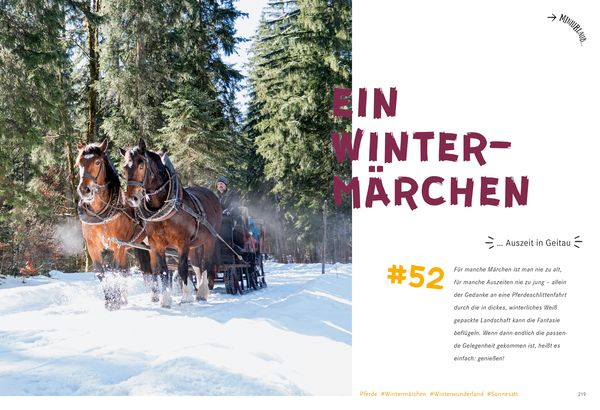 MINIURLAUB...
EIN
WINTER-
MÄRCHEN
... Auszeit in Geitau
#52
Für manche Märchen ist man nie zu alt,
für manche Auszeiten nie zu jung – allein
der Gedanke an eine Pferdeschlittenfahrt
durch die in dickes, winterliches Weiß
gepackte Landschaft kann die Fantasie
beflügeln. Wenn dann endlich die passen-
de Gelegenheit gekommen ist, heißt es
einfach: genießen!
Pferde #Wintermärchen #Winterwunderland #Sonnesatt
219